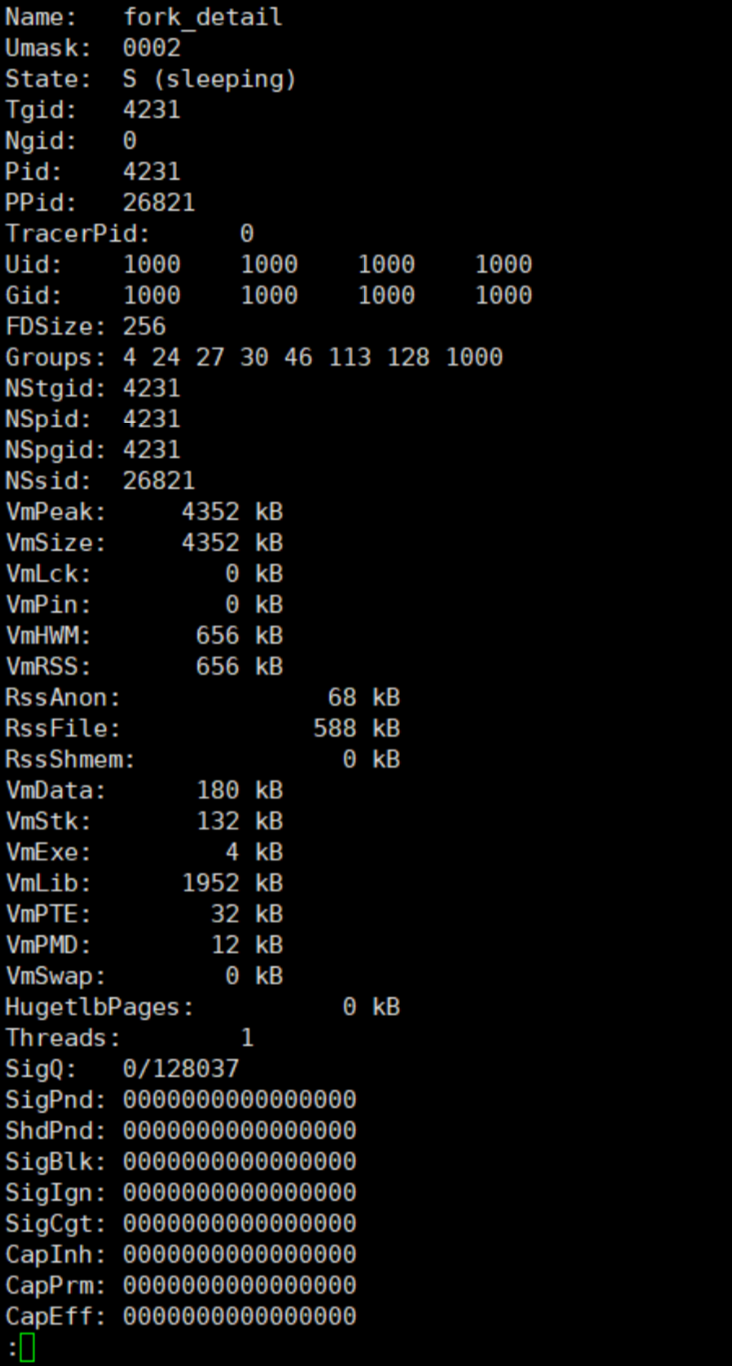 Name:   fork_detail
Umask:  0002
State:  S (sleeping)
Tgid:   4231
Ngid:   0
Pid:    4231
PPid:   26821
TracerPid:      0
Uid:    1000    1000    1000    1000
Gid:    1000    1000    1000    1000
FDSize: 256
Groups: 4 24 27 30 46 113 128 1000
NStgid: 4231
NSpid:  4231
NSpgid: 4231
NSsid:  26821
VmPeak:     4352 kB
VmSize:     4352 kB
VmLck:         0 kB
VmPin:         0 kB
VmHWM:       656 kB
VmRSS:       656 kB
RssAnon:              68 kB
RssFile:             588 kB
RssShmem:              0 kB
VmData:      180 kB
VmStk:       132 kB
VmExe:         4 kB
VmLib:      1952 kB
VmPTE:        32 kB
VmPMD:        12 kB
VmSwap:        0 kB
HugetlbPages:          0 kB
Threads:        1
SigQ:   0/128037
SigPnd: 0000000000000000
ShdPnd: 0000000000000000
SigBlk: 0000000000000000
SigIgn: 0000000000000000
SigCgt: 0000000000000000
CapInh: 0000000000000000
CapPrm: 0000000000000000
CapEff: 0000000000000000
: